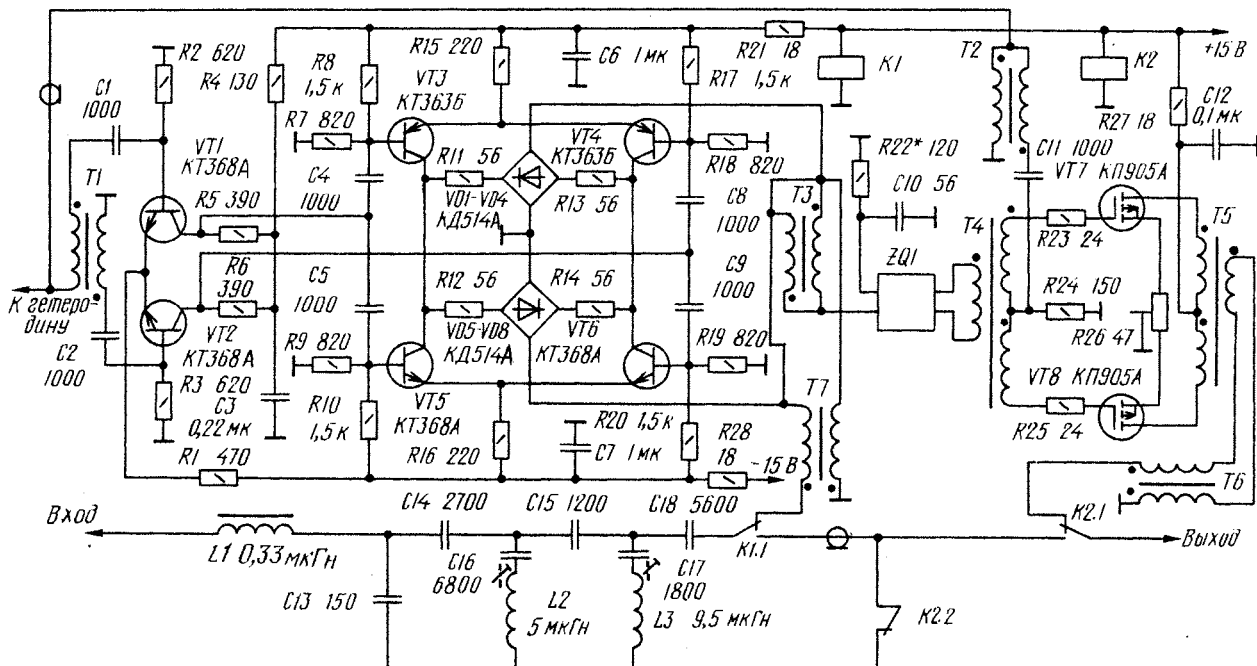 R2 620
R4 130
C1
1000
R8
1,5 к
R15 220
VT3
КТ363Б
C6 1 мк
R21 18
R17 1,5 к
K1
T2
K2
+15 В
R27 18
C12
0,1 мк
VT1
КТ368А
R7 820
VT4
КТ363Б
R18 820
R22* 120
C11 1000
VT7 КП905А
T1
R5 390
C4
1000
R11 56
VD1-VD4
КД514А
R13 56
C8
1000
T3
C10 56
T4
T5
R23 24
R6
390
C5
1000
R12 56
R14 56
C9
1000
ZQ1
R24 150
К гетеро-
дину
VT2
КТ368А
R9 820
VD5-VD8
КД514А
VT6
КТ368А
R19 820
R26 47
C2
1000
VT8 КП905А
R3 620
C3
0,22 мк
R10
1,5 к
VT5
КТ368А
R20 1,5 к
T7
R25 24
R1 470
R16 220
C7 1 мк
R28
18
-15 В
T6
Вход
C14 2700
C15 1200
C18 5600
K1.1
K2.1
Выход
L1 0,33 мкГн
C16
6800
C17
1800
C13 150
L2
5 мкГн
L3 9,5 мкГн
K2.2